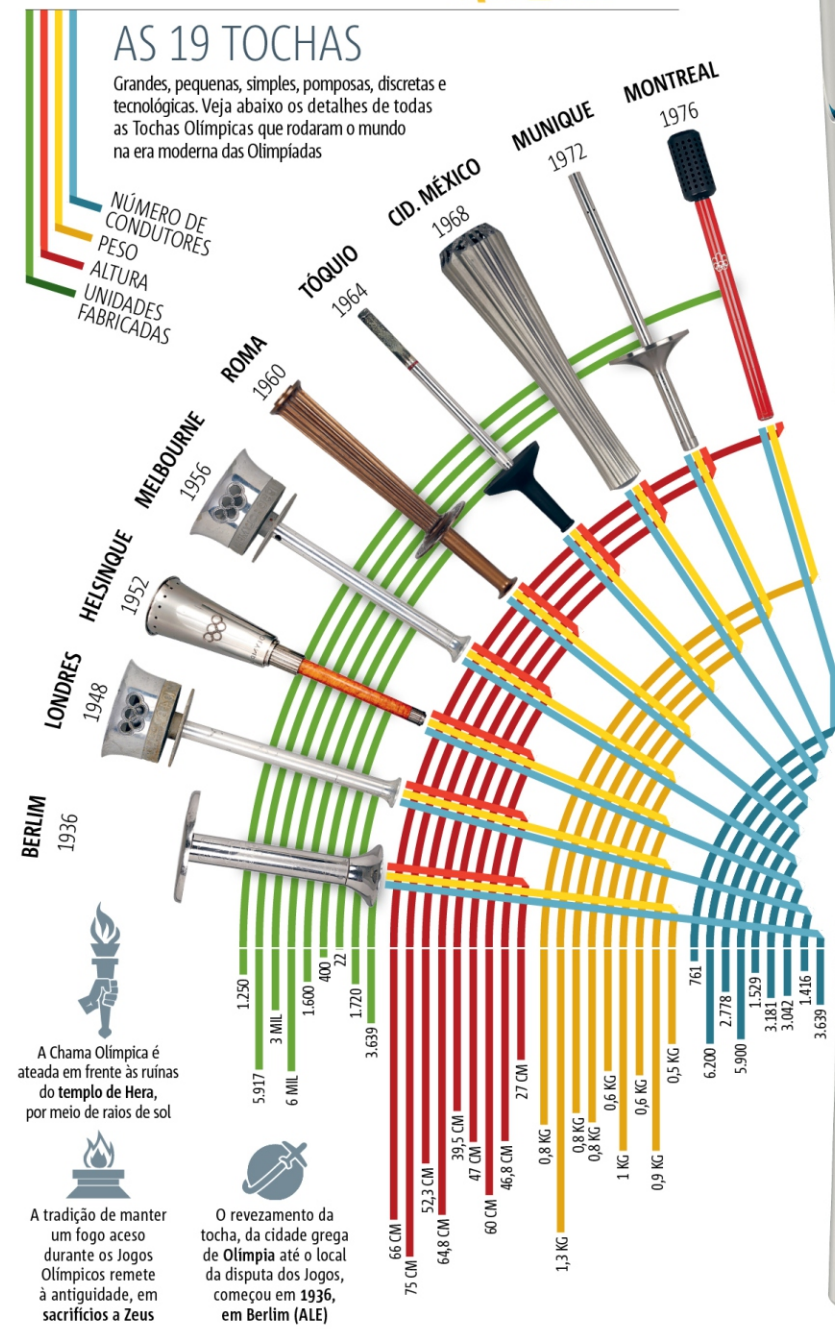 AS 19 TOCHAS
Grandes, pequenas, simples, pomposas, discretas e
tecnológicas. Veja abaixo os detalhes de todas
as Tochas Olímpicas que rodaram o mundo
na era moderna das Olimpíadas
NÚMERO DE
CONDUTORES
PESO
ALTURA
UNIDADES
FABRICADAS
MONTREAL
1976
MUNIQUE
1972
CID. MÉXICO
1968
TÓQUIO
1964
ROMA
1960
MELBOURNE
1956
HELSINQUE
1952
LONDRES
1948
BERLIM
1936
1.250
5.917
3 MIL
6 MIL
1.600
400
22
1.720
3.639
66 CM
75 CM
52,3 CM
64,8 CM
39,5 CM
47 CM
60 CM
46,8 CM
27 CM
0,8 KG
1,3 KG
0,8 KG
0,8 KG
0,6 KG
1 KG
0,6 KG
0,9 KG
0,5 KG
761
6.200
2.778
5.900
1.529
3.181
3.042
1.416
3.639
A Chama Olímpica é
ateada em frente às ruínas
do templo de Hera,
por meio de raios de sol
A tradição de manter
um fogo aceso
durante os Jogos
Olímpicos remete
à antiguidade, em
sacrifícios a Zeus
O revezamento da
tocha, da cidade grega
de Olímpia até o local
da disputa dos Jogos,
começou em 1936,
em Berlim (ALE)